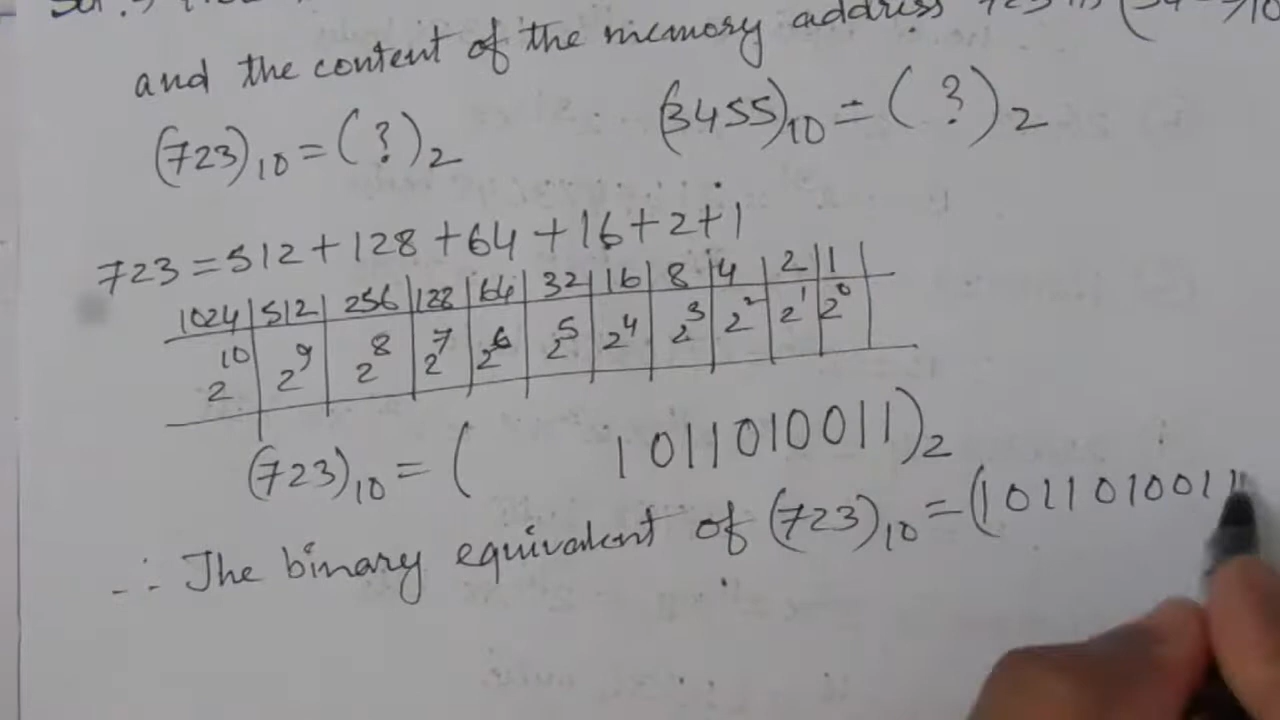 and the content of the memory address
(723)10 = (?)2 (3455)10 = (?)2
723 = 512 + 128 + 64 + 16 + 2 + 1
1024 | 512 | 256 | 128 | 64 | 32 | 16 | 8 | 4 | 2 | 1
2^10 | 2^9 | 2^8 | 2^7 | 2^6 | 2^5 | 2^4 | 2^3 | 2^2 | 2^1 | 2^0
(723)10 = ( 1011010011)2
∴ The binary equivalent of (723)10 = (1011010011